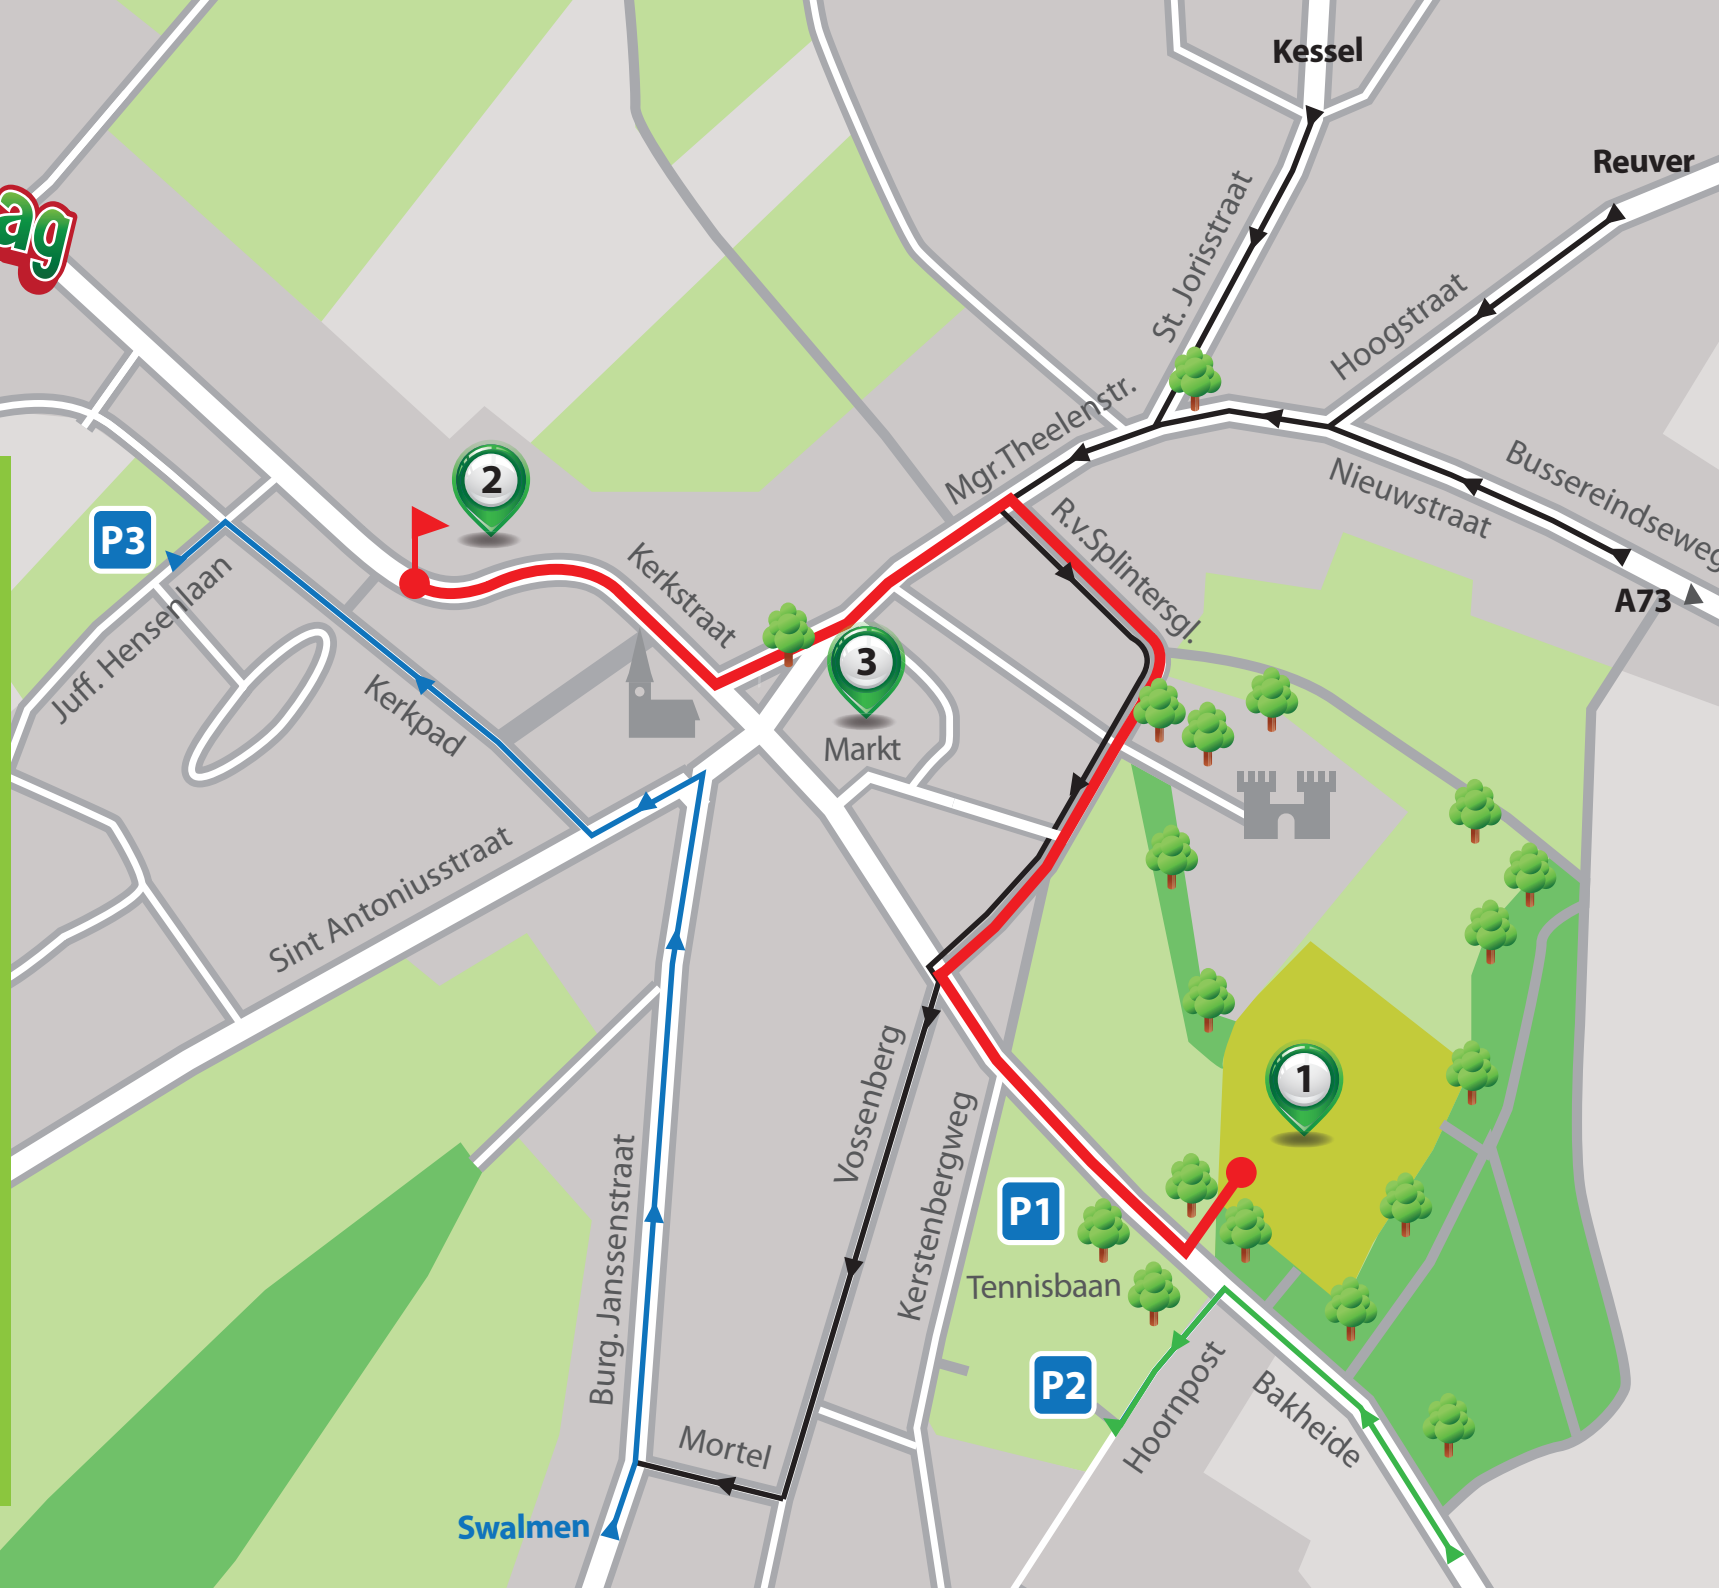 Kessel
Reuver
ag
St. Jorisstraat
Hoogstraat
Mgr.Theelenstr.
Bussereindseweg
Nieuwstraat
2
R.v.Splintersgl.
P3
Kerkstraat
A73
Juff. Hensenlaan
3
Kerkpad
Markt
Sint Antoniusstraat
1
Vossenberg
Kerstenbergweg
P1
Burg. Janssenstraat
Tennisbaan
P2
Hoornpost
Bakheide
Mortel
Swalmen